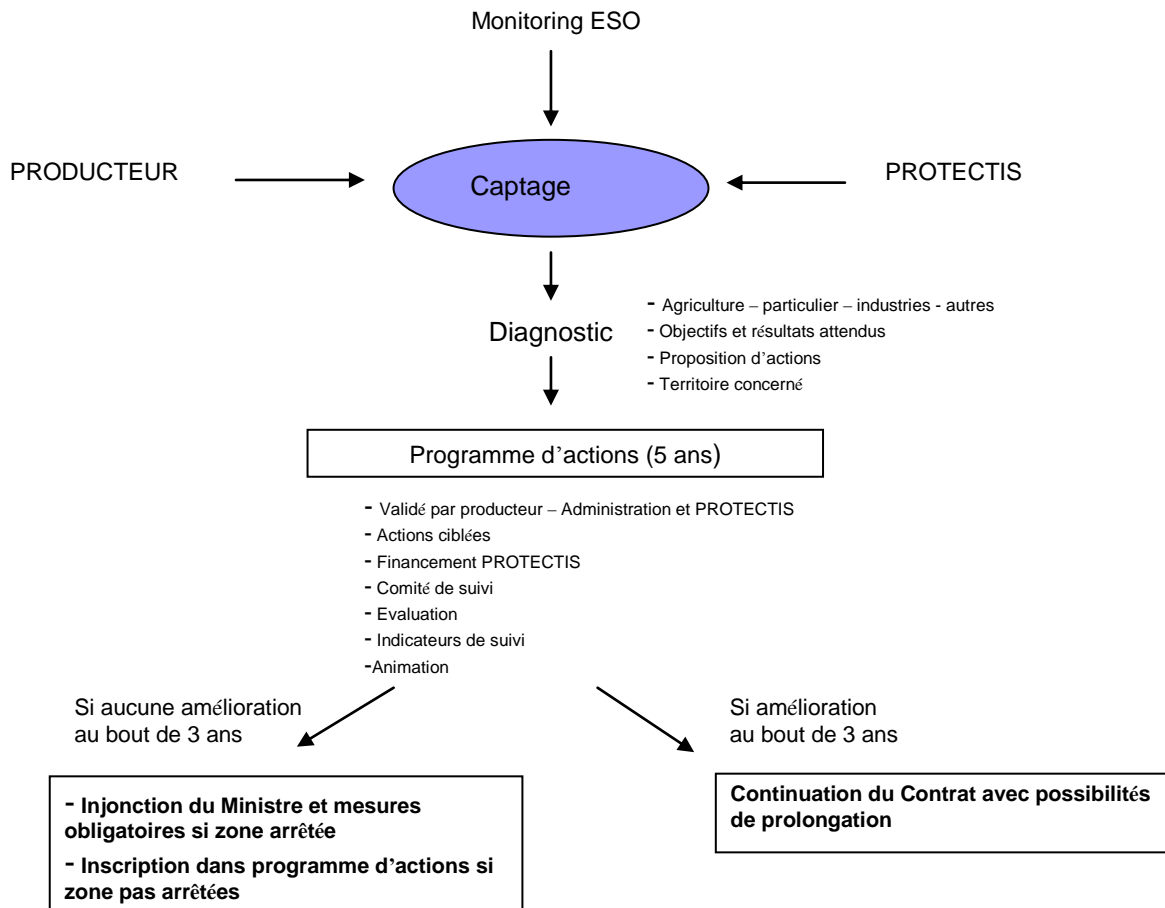 Monitoring ESO
PRODUCTEUR
Captage
PROTECTIS
Diagnostic
- Agriculture – particulier – industries - autres
- Objectifs et résultats attendus
- Proposition d’actions
- Territoire concerné
Programme d’actions (5 ans)
- Validé par producteur – Administration et PROTECTIS
- Actions ciblées
- Financement PROTECTIS
- Comité de suivi
- Evaluation
- Indicateurs de suivi
-Animation
Si aucune amélioration
au bout de 3 ans
Si amélioration
au bout de 3 ans
- Injonction du Ministre et mesures
obligatoires si zone arrêtée
- Inscription dans programme d’actions si
zone pas arrêtées
Continuation du Contrat avec possibilités
de prolongation